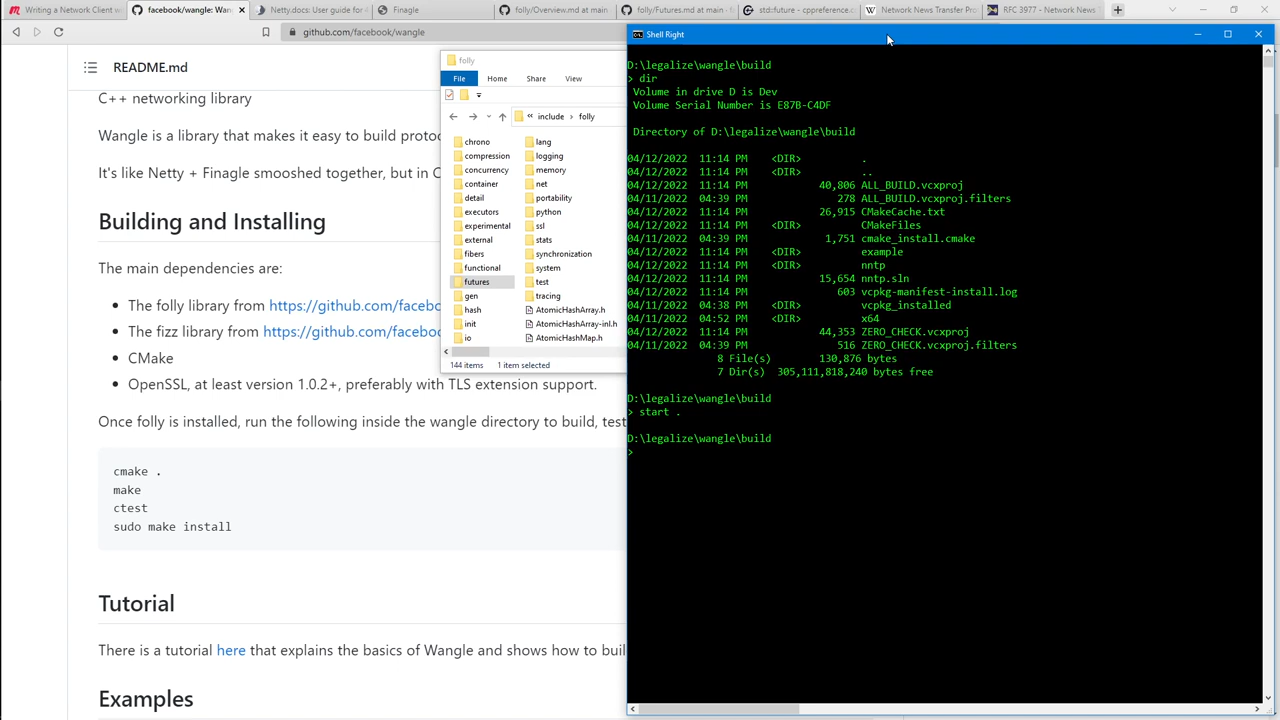 Writing a Network Client w
facebook/wangle: Wan
Netty.docs: User guide fo
Finagle
folly/Overview.md at main
folly/Futures.md at main
std::future - cppreference.c
Network News Transfer Pro
RFC 3977 - Network News
github.com/facebook/wangle
README.md
C++ networking library
Wangle is a library that makes it easy to build protoc
It's like Netty + Finagle smooshed together, but in C
Building and Installing
The main dependencies are:
The folly library from https://github.com/facebo
The fizz library from https://github.com/facebo
CMake
OpenSSL, at least version 1.0.2+, preferably with TLS extension support.
Once folly is installed, run the following inside the wangle directory to build, test
cmake .
make
ctest
sudo make install
Tutorial
There is a tutorial here that explains the basics of Wangle and shows how to buil
Examples
folly
File Home Share View
include folly
chrono
compression
concurrency
container
detail
executors
experimental
external
fibers
functional
futures
gen
hash
init
io
lang
logging
memory
net
portability
python
ssl
stats
synchronization
system
test
tracing
AtomicHashArray.h
AtomicHashArray-inl.h
AtomicHashMap.h
144 items 1 item selected
Shell Right
D:\legalize\wangle\build
> dir
Volume in drive D is Dev
Volume Serial Number is E87B-C4DF
Directory of D:\legalize\wangle\build
04/12/2022 11:14 PM <DIR> .
04/12/2022 11:14 PM <DIR> ..
04/12/2022 11:14 PM 40,806 ALL_BUILD.vcxproj
04/11/2022 04:39 PM 278 ALL_BUILD.vcxproj.filters
04/12/2022 11:14 PM 26,915 CMakeCache.txt
04/12/2022 11:14 PM <DIR> CMakeFiles
04/11/2022 04:39 PM 1,751 cmake_install.cmake
04/12/2022 11:14 PM <DIR> example
04/12/2022 11:14 PM <DIR> nntp
04/12/2022 11:14 PM 15,654 nntp.sln
04/12/2022 11:14 PM 603 vcpkg-manifest-install.log
04/11/2022 04:38 PM <DIR> vcpkg_installed
04/11/2022 04:52 PM <DIR> x64
04/12/2022 11:14 PM 44,353 ZERO_CHECK.vcxproj
04/11/2022 04:39 PM 516 ZERO_CHECK.vcxproj.filters
8 File(s) 130,876 bytes
7 Dir(s) 305,111,818,240 bytes free
D:\legalize\wangle\build
> start .
D:\legalize\wangle\build
>